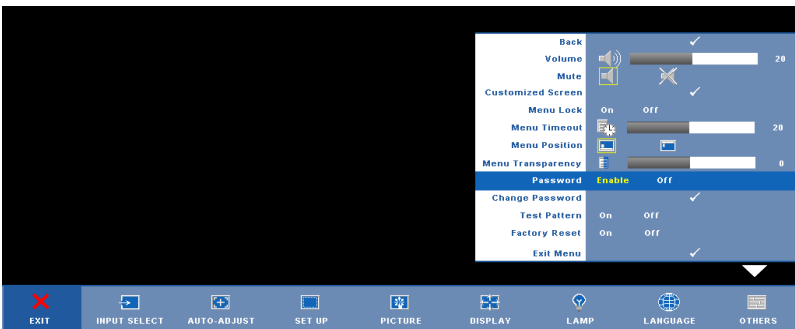 Back
Volume 20
Mute
Customized Screen
Menu Lock On Off
Menu Timeout 20
Menu Position
Menu Transparency 0
Password Enable Off
Change Password
Test Pattern On Off
Factory Reset On Off
Exit Menu
EXIT INPUT SELECT AUTO-ADJUST SET UP PICTURE DISPLAY LAMP LANGUAGE OTHERS